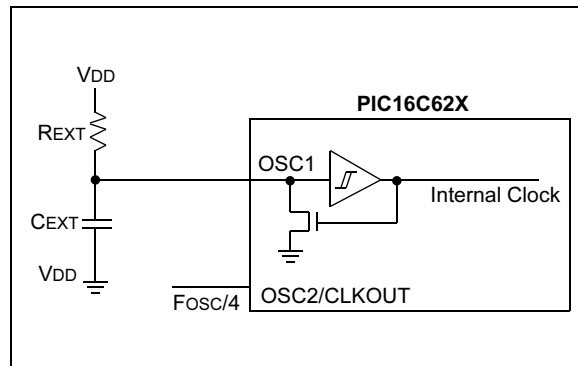 VDD
PIC16C62X
REXT
OSC1
Internal Clock
CEXT
VDD
FOSC/4
OSC2/CLKOUT